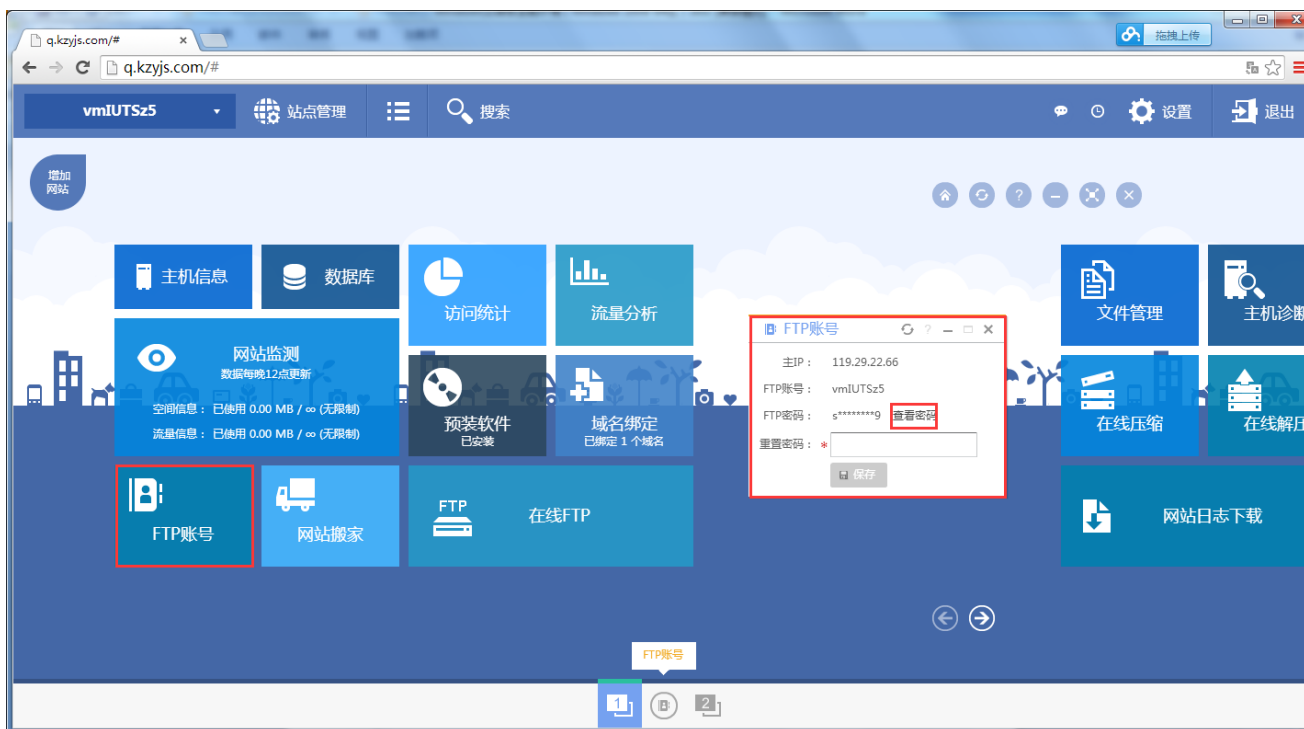 q.kzyjs.com/#
拖拽上传
q.kzyjs.com/#
vmIUTSz5
站点管理
搜索
设置
退出
增加
网站
主机信息
数据库
访问统计
流量分析
网站监测
数据每晚12点更新
空间信息： 已使用 0.00 MB / ∞ (无限制)
流量信息： 已使用 0.00 MB / ∞ (无限制)
预装软件
已安装
域名绑定
已绑定 1 个域名
FTP账号
网站搬家
FTP
在线FTP
FTP账号
主IP： 119.29.22.66
FTP账号： vmIUTSz5
FTP密码： s********9 查看密码
重置密码： *
保存
文件管理
主机诊断
在线压缩
在线解压
网站日志下载
FTP账号
1
2